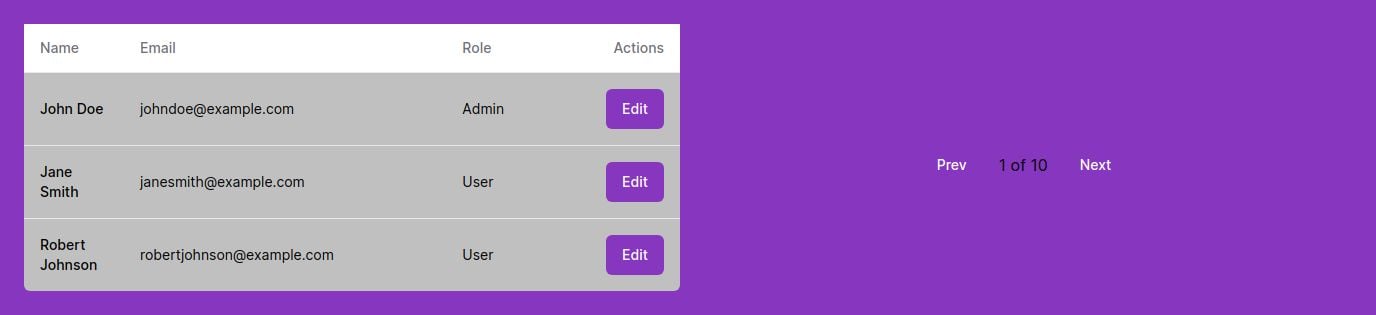 Name Email Role Actions
John Doe johndoe@example.com Admin Edit
Jane
Smith janesmith@example.com User Edit
Robert
Johnson robertjohnson@example.com User Edit
Prev 1 of 10 Next